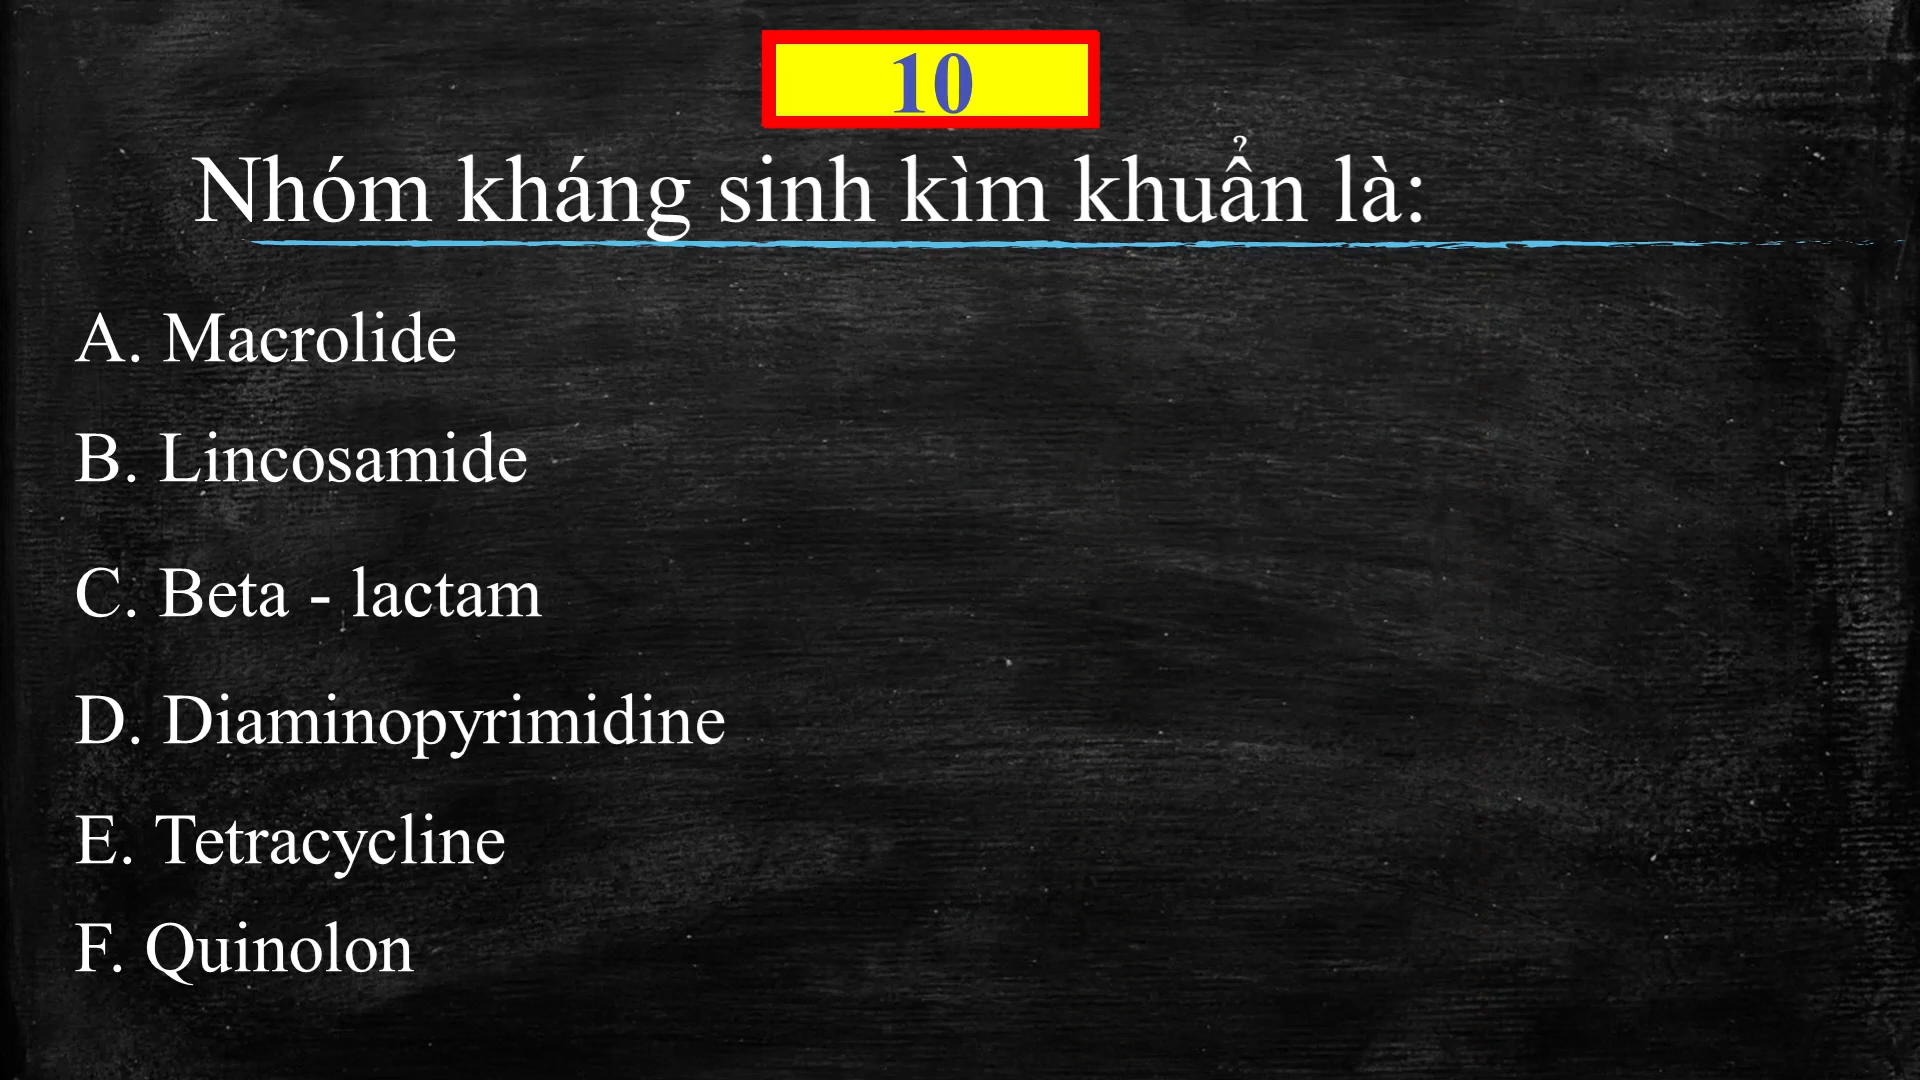 10
Nhóm kháng sinh kìm khuẩn là:
A. Macrolide
B. Lincosamide
C. Beta - lactam
D. Diaminopyrimidine
E. Tetracycline
F. Quinolon